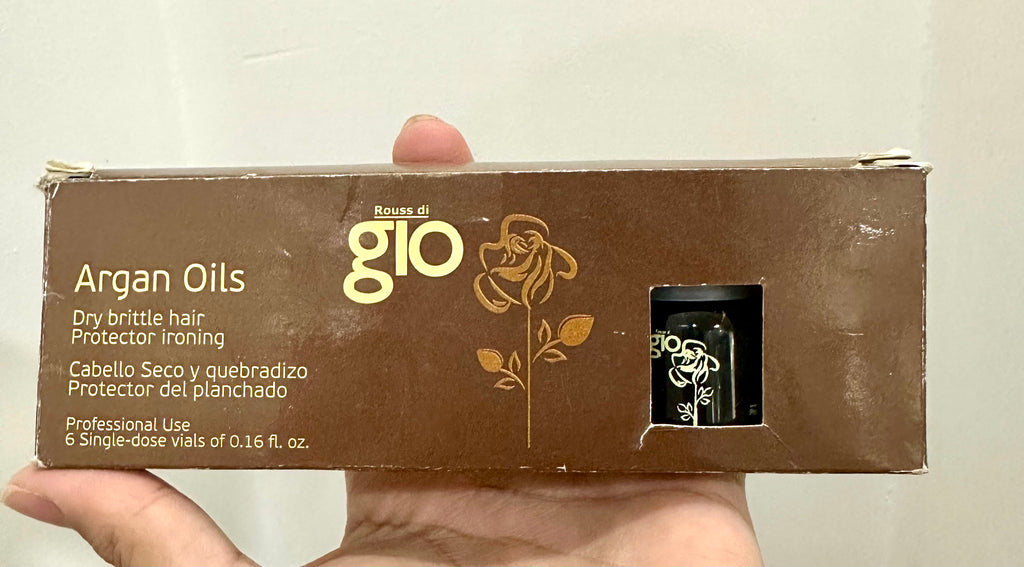 Rouss di
gio
Argan Oils
Dry brittle hair
Protector ironing
Cabello Seco y quebradizo
Protector del planchado
Professional Use
6 Single-dose vials of 0.16 fl. oz.
gio